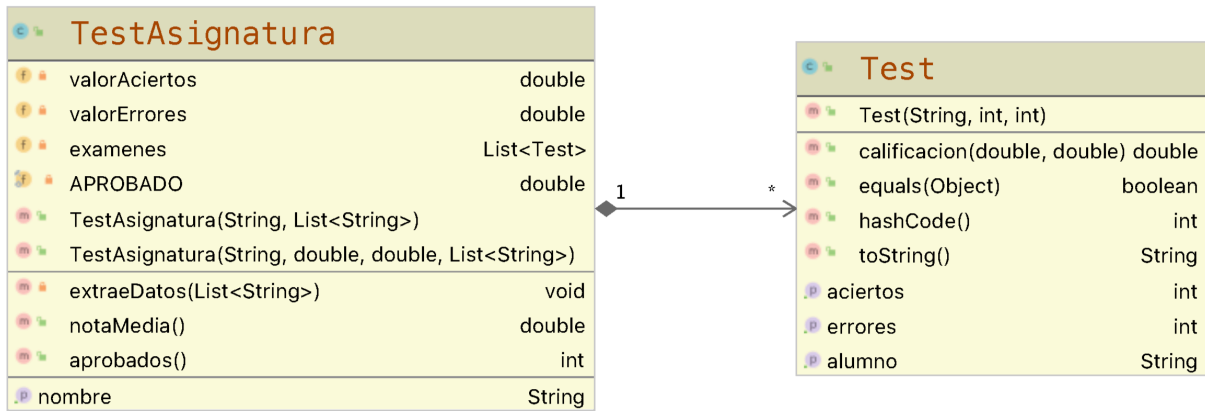 TestAsignatura
valorAciertos double
valorErrores double
examenes List<Test>
APROBADO double
TestAsignatura(String, List<String>)
TestAsignatura(String, double, double, List<String>)
extraeDatos(List<String>) void
notaMedia() double
aprobados() int
nombre String
1 *
Test
Test(String, int, int)
calificacion(double, double) double
equals(Object) boolean
hashCode() int
toString() String
aciertos int
errores int
alumno String